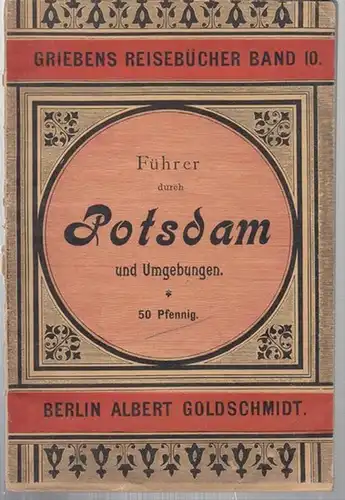 GRIEBENS REISEBÜCHER BAND 10.
Führer
durch
Potsdam
und Umgebungen.
50 Pfennig.
BERLIN ALBERT GOLDSCHMIDT.